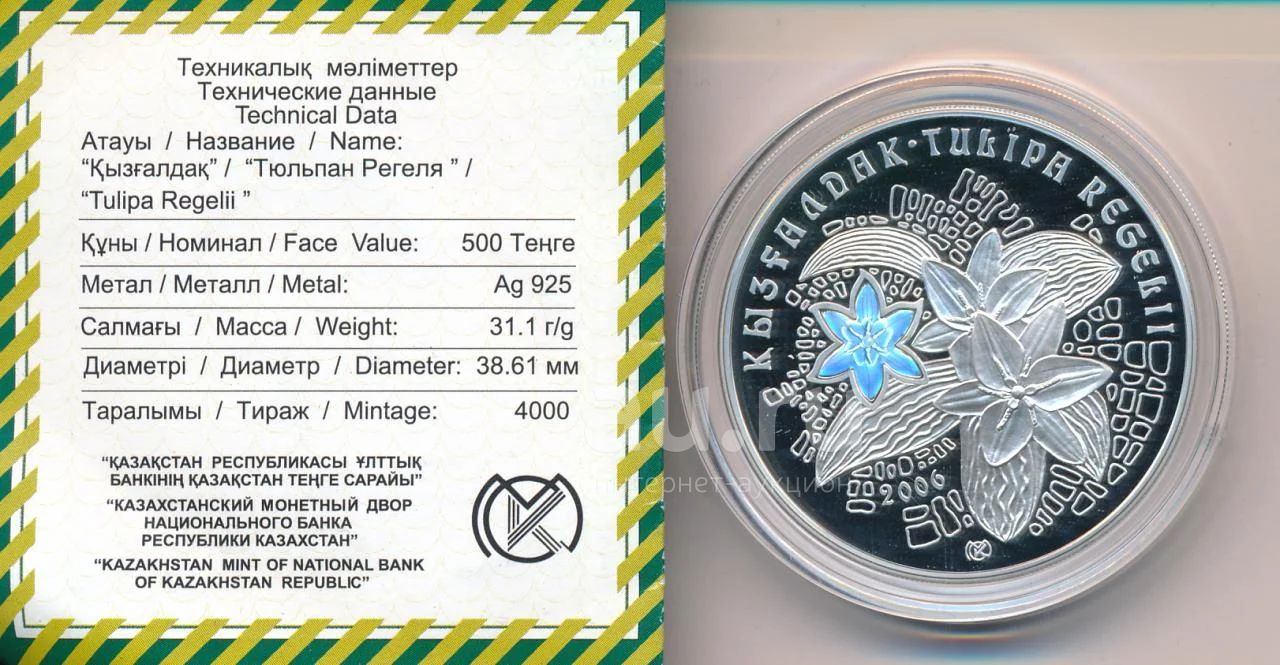 Техникалық мәліметтер
Технические данные
Technical Data
Атауы / Название / Name:
“Қызғалдақ” / “Тюльпан Регеля ” /
“Tulipa Regelii ”
Құны / Номинал / Face Value: 500 Теңге
Метал / Металл / Metal: Ag 925
Салмағы / Масса / Weight: 31.1 г/g
Диаметрі / Диаметр / Diameter: 38.61 мм
Таралымы / Тираж / Mintage: 4000
“ҚАЗАҚСТАН РЕСПУБЛИКАСЫ ҰЛТТЫҚ
БАНКІНІҢ ҚАЗАҚСТАН ТЕҢГЕ САРАЙЫ”
“КАЗАХСТАНСКИЙ МОНЕТНЫЙ ДВОР
НАЦИОНАЛЬНОГО БАНКА
РЕСПУБЛИКИ КАЗАХСТАН”
“KAZAKHSTAN MINT OF NATIONAL BANK
OF KAZAKHSTAN REPUBLIC”
ҚЫЗҒАЛДАҚ · TULIPA REGELII
2006
интернет-аукцион